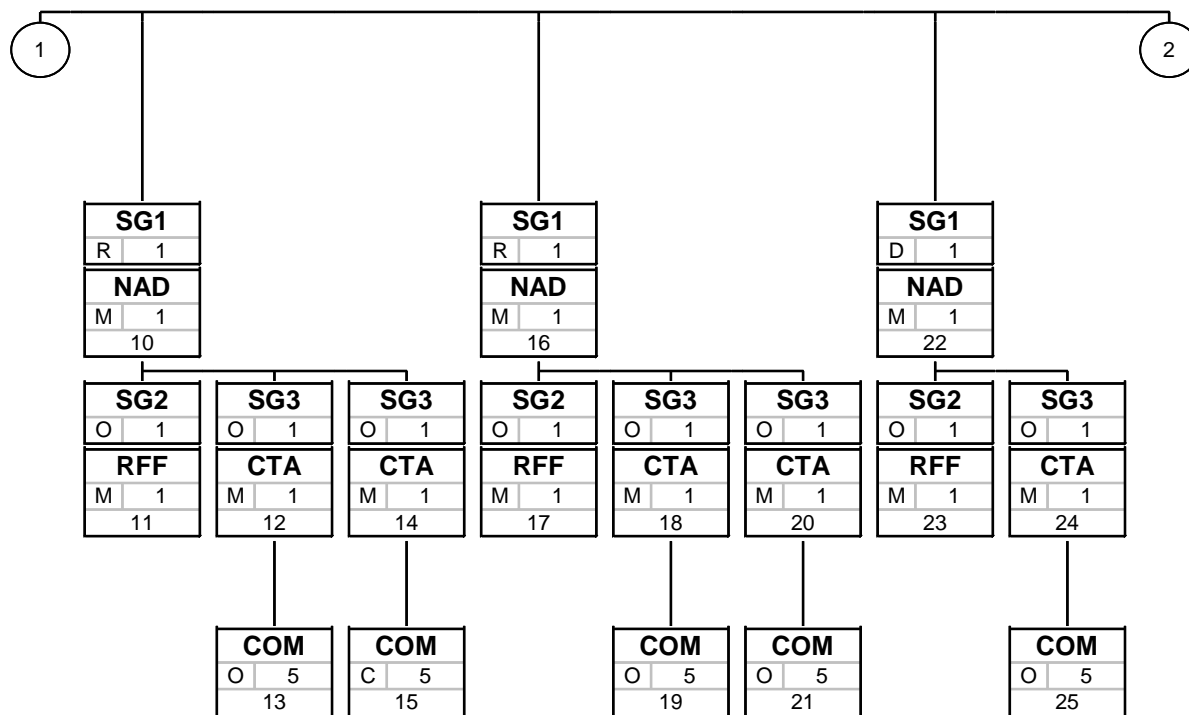 1 2
SG1 SG1 SG1
R 1 R 1 D 1
NAD NAD NAD
M 1 M 1 M 1
10 16 22
SG2 SG3 SG3 SG2 SG3 SG3 SG2 SG3
O 1 O 1 O 1 O 1 O 1 O 1 O 1 O 1
RFF CTA CTA RFF CTA CTA RFF CTA
M 1 M 1 M 1 M 1 M 1 M 1 M 1 M 1
11 12 14 17 18 20 23 24
COM COM COM COM COM
O 5 C 5 O 5 O 5 O 5
13 15 19 21 25